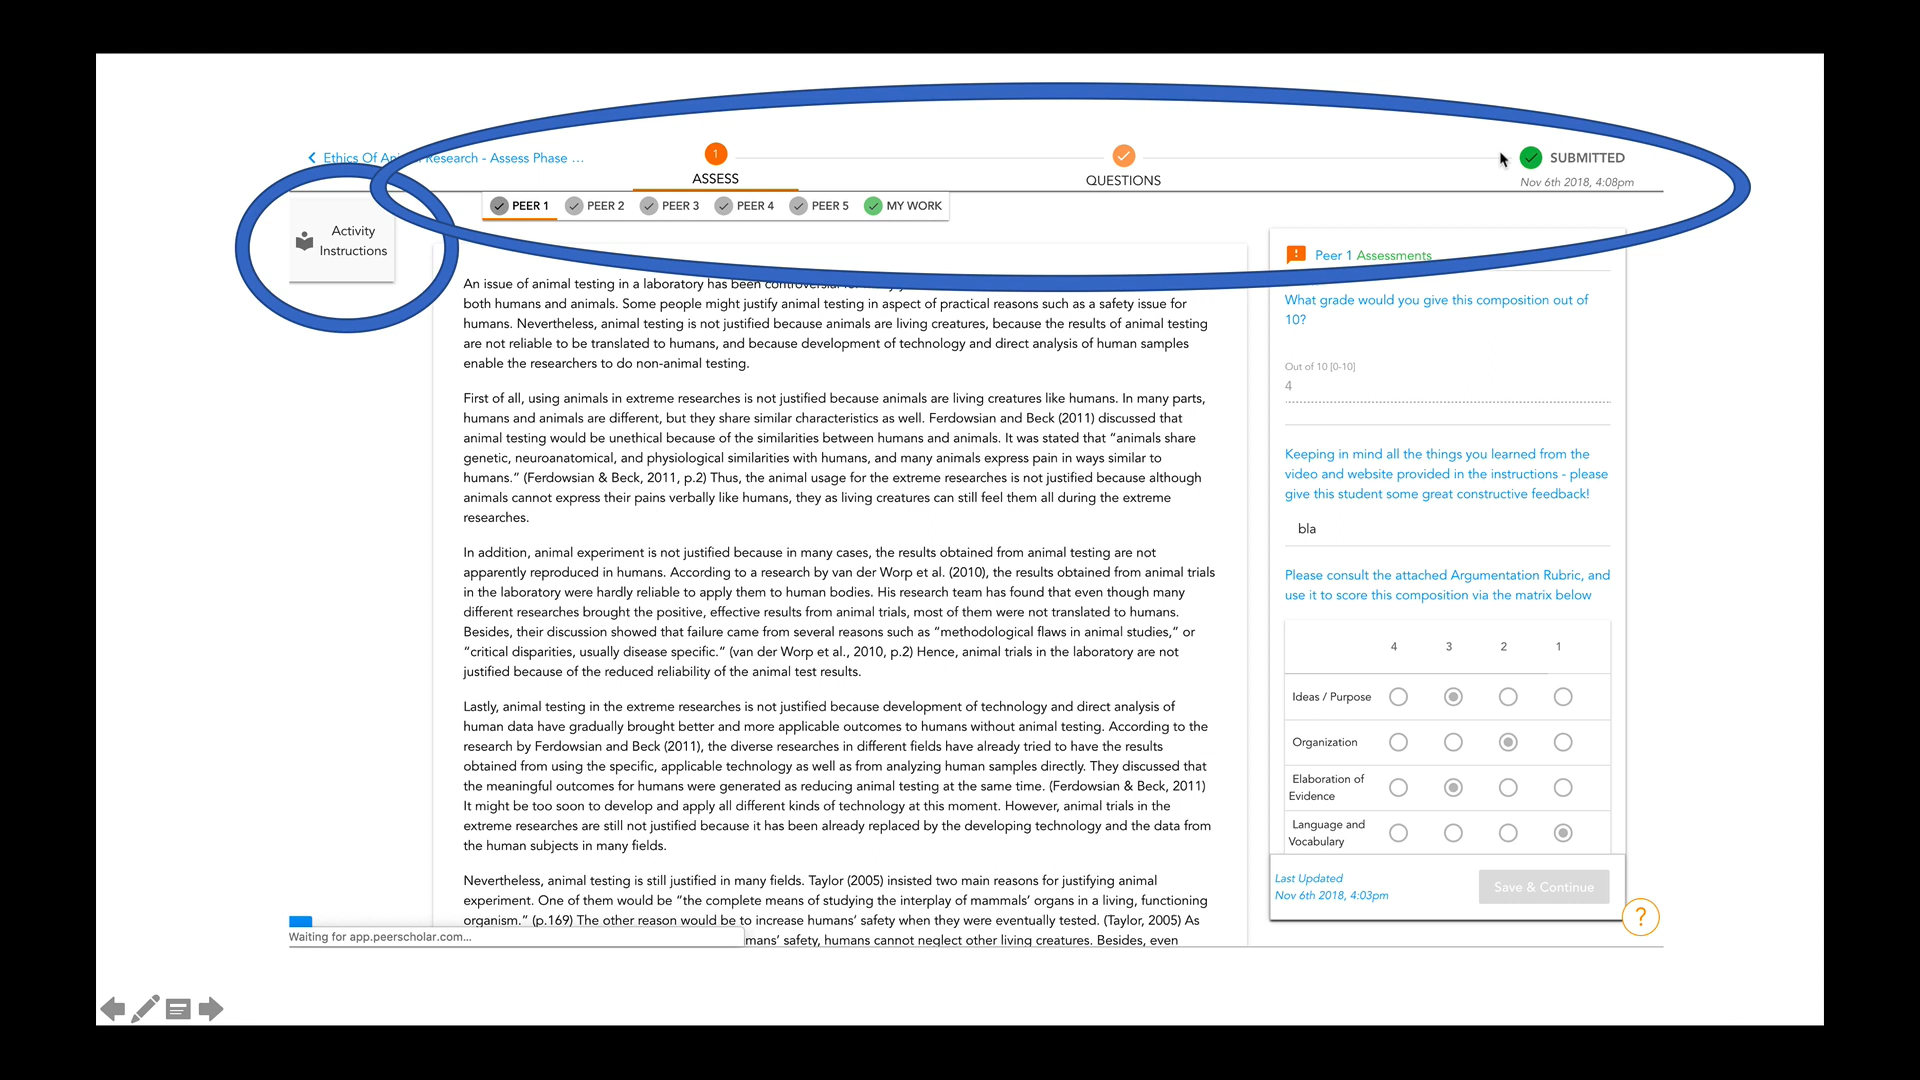 Ethics Of An Research - Assess Phase ...
1
ASSESS
QUESTIONS
SUBMITTED
Nov 6th 2018, 4:08pm
PEER 1 PEER 2 PEER 3 PEER 4 PEER 5 MY WORK
Activity
Instructions
An issue of animal testing in a laboratory has been
both humans and animals. Some people might justify animal testing in aspect of practical reasons such as a safety issue for
humans. Nevertheless, animal testing is not justified because animals are living creatures, because the results of animal testing
are not reliable to be translated to humans, and because development of technology and direct analysis of human samples
enable the researchers to do non-animal testing.
First of all, using animals in extreme researches is not justified because animals are living creatures like humans. In many parts,
humans and animals are different, but they share similar characteristics as well. Ferdowsian and Beck (2011) discussed that
animal testing would be unethical because of the similarities between humans and animals. It was stated that “animals share
genetic, neuroanatomical, and physiological similarities with humans, and many animals express pain in ways similar to
humans.” (Ferdowsian & Beck, 2011, p.2) Thus, the animal usage for the extreme researches is not justified because although
animals cannot express their pains verbally like humans, they as living creatures can still feel them all during the extreme
researches.
In addition, animal experiment is not justified because in many cases, the results obtained from animal testing are not
apparently reproduced in humans. According to a research by van der Worp et al. (2010), the results obtained from animal trials
in the laboratory were hardly reliable to apply them to human bodies. His research team has found that even though many
different researches brought the positive, effective results from animal trials, most of them were not translated to humans.
Besides, their discussion showed that failure came from several reasons such as “methodological flaws in animal studies,” or
“critical disparities, usually disease specific.” (van der Worp et al., 2010, p.2) Hence, animal trials in the laboratory are not
justified because of the reduced reliability of the animal test results.
Lastly, animal testing in the extreme researches is not justified because development of technology and direct analysis of
human data have gradually brought better and more applicable outcomes to humans without animal testing. According to the
research by Ferdowsian and Beck (2011), the diverse researches in different fields have already tried to have the results
obtained from using the specific, applicable technology as well as from analyzing human samples directly. They discussed that
the meaningful outcomes for humans were generated as reducing animal testing at the same time. (Ferdowsian & Beck, 2011)
It might be too soon to develop and apply all different kinds of technology at this moment. However, animal trials in the
extreme researches are still not justified because it has been already replaced by the developing technology and the data from
the human subjects in many fields.
Nevertheless, animal testing is still justified in many fields. Taylor (2005) insisted two main reasons for justifying animal
experiment. One of them would be “the complete means of studying the interplay of mammals’ organs in a living, functioning
organism.” (p.169) The other reason would be to increase humans’ safety when they were eventually tested. (Taylor, 2005) As
mans’ safety, humans cannot neglect other living creatures. Besides, even
Waiting for app.peerscholar.com...
Peer 1 Assessments
What grade would you give this composition out of
10?
Out of 10 [0-10]
4
Keeping in mind all the things you learned from the
video and website provided in the instructions - please
give this student some great constructive feedback!
bla
Please consult the attached Argumentation Rubric, and
use it to score this composition via the matrix below
4 3 2 1
Ideas / Purpose
Organization
Elaboration of
Evidence
Language and
Vocabulary
Last Updated
Nov 6th 2018, 4:03pm
Save & Continue
?